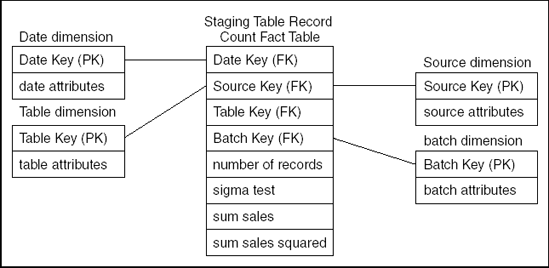 Staging Table Record
Count Fact Table
Date dimension
Date Key (PK)
date attributes
Table dimension
Table Key (PK)
table attributes
Date Key (FK)
Source Key (FK)
Table Key (FK)
Batch Key (FK)
number of records
sigma test
sum sales
sum sales squared
Source dimension
Source Key (PK)
source attributes
batch dimension
Batch Key (PK)
batch attributes